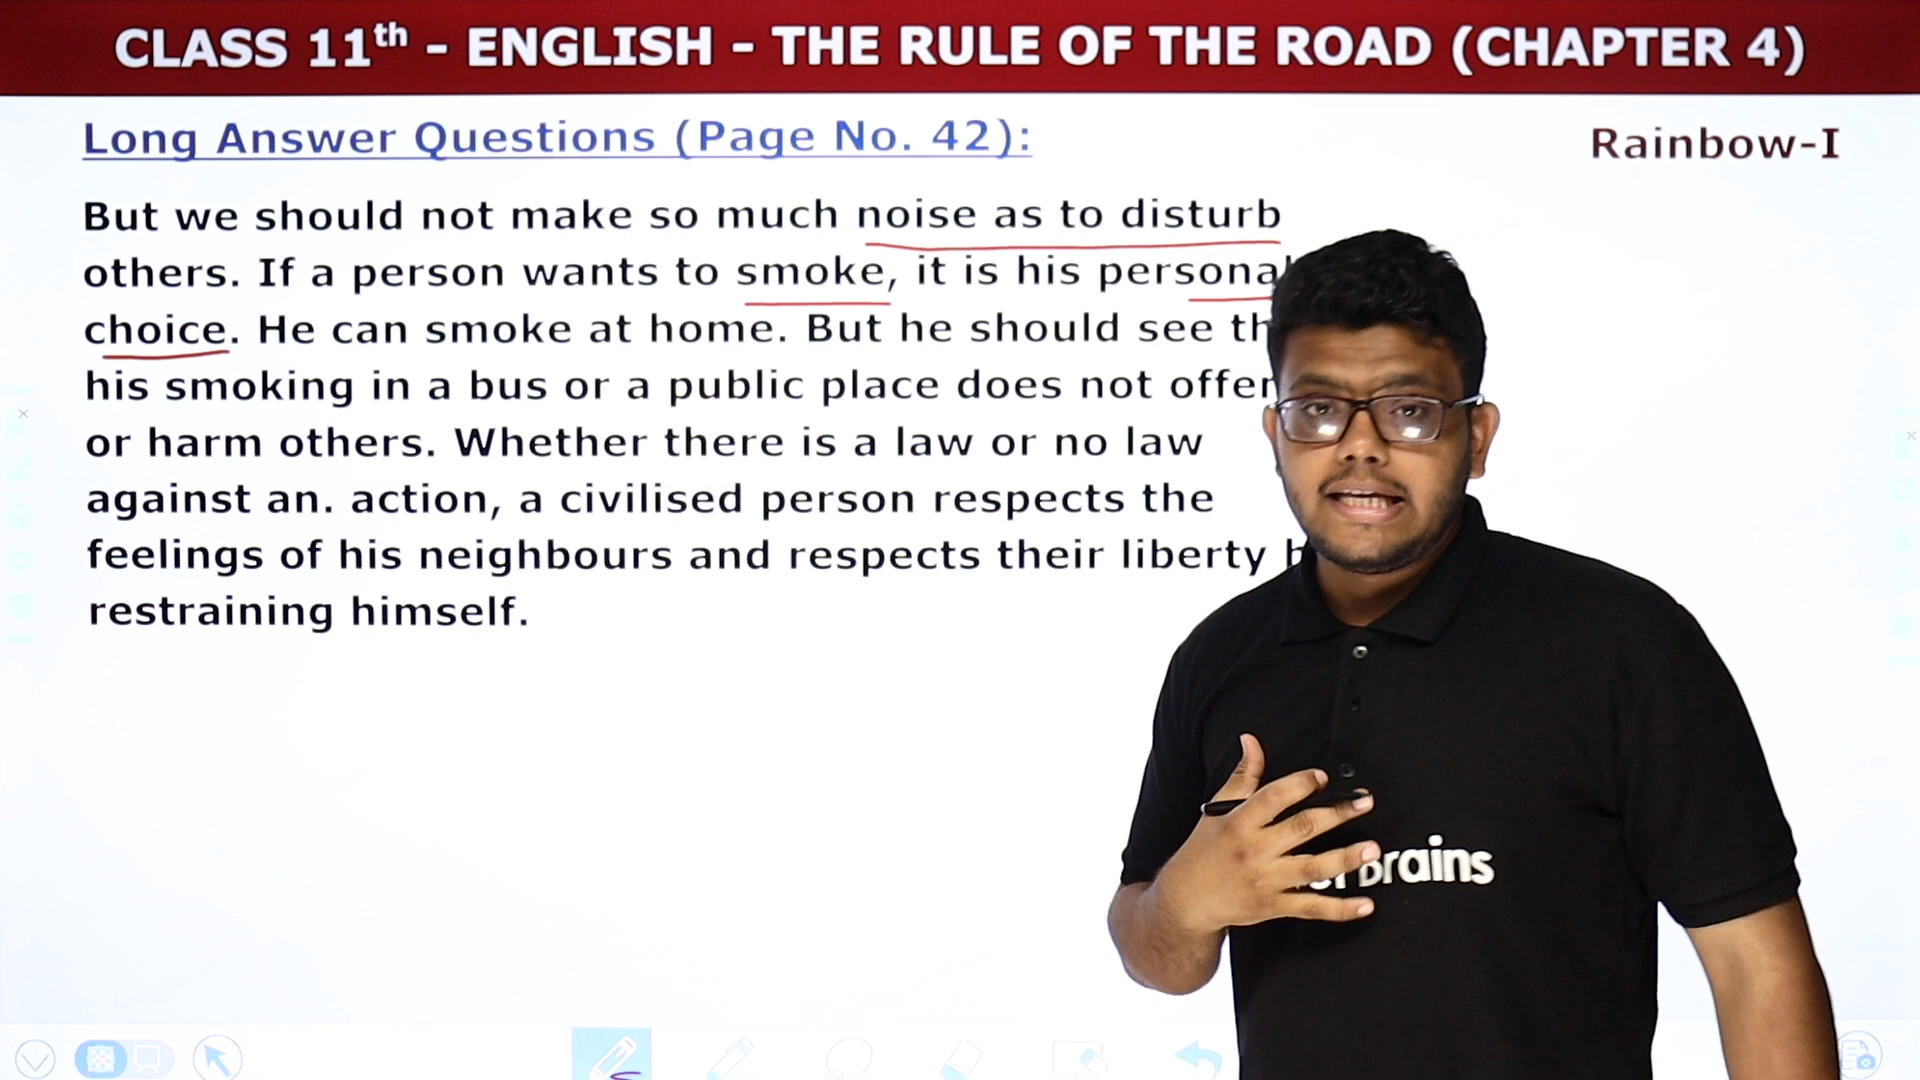 CLASS 11th - ENGLISH - THE RULE OF THE ROAD (CHAPTER 4)
Long Answer Questions (Page No. 42):
Rainbow-I
But we should not make so much noise as to disturb
others. If a person wants to smoke, it is his personal
choice. He can smoke at home. But he should see
his smoking in a bus or a public place does not
or harm others. Whether there is a law or no law
against an. action, a civilised person respects the
feelings of his neighbours and respects their liberty
restraining himself.
Brains